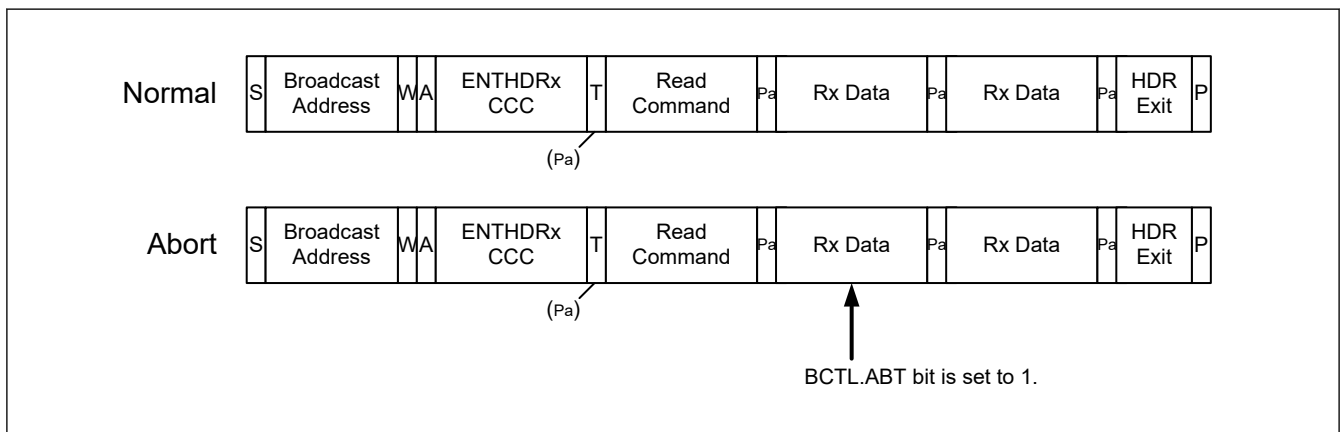 Normal S Broadcast Address W A ENTHDRx CCC T Read Command Pa Rx Data Pa Rx Data Pa HDR Exit P
(Pa)
Abort S Broadcast Address W A ENTHDRx CCC T Read Command Pa Rx Data Pa Rx Data Pa HDR Exit P
(Pa)
BCTL.ABT bit is set to 1.